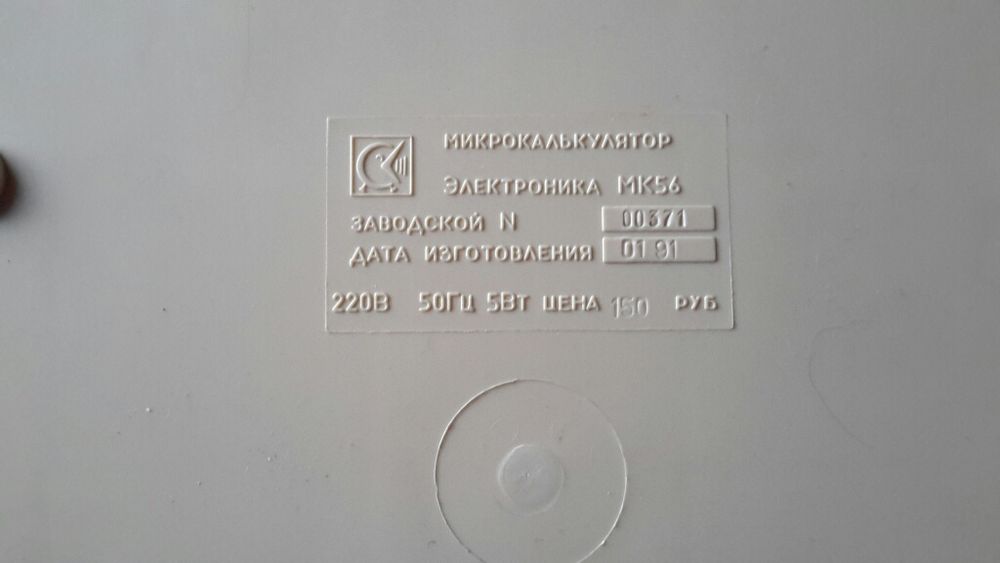 МИКРОКАЛЬКУЛЯТОР
ЭЛЕКТРОНИКА МК56
ЗАВОДСКОЙ N 00371
ДАТА ИЗГОТОВЛЕНИЯ 01 91
220В 50ГЦ 5ВТ ЦЕНА 150 РУБ